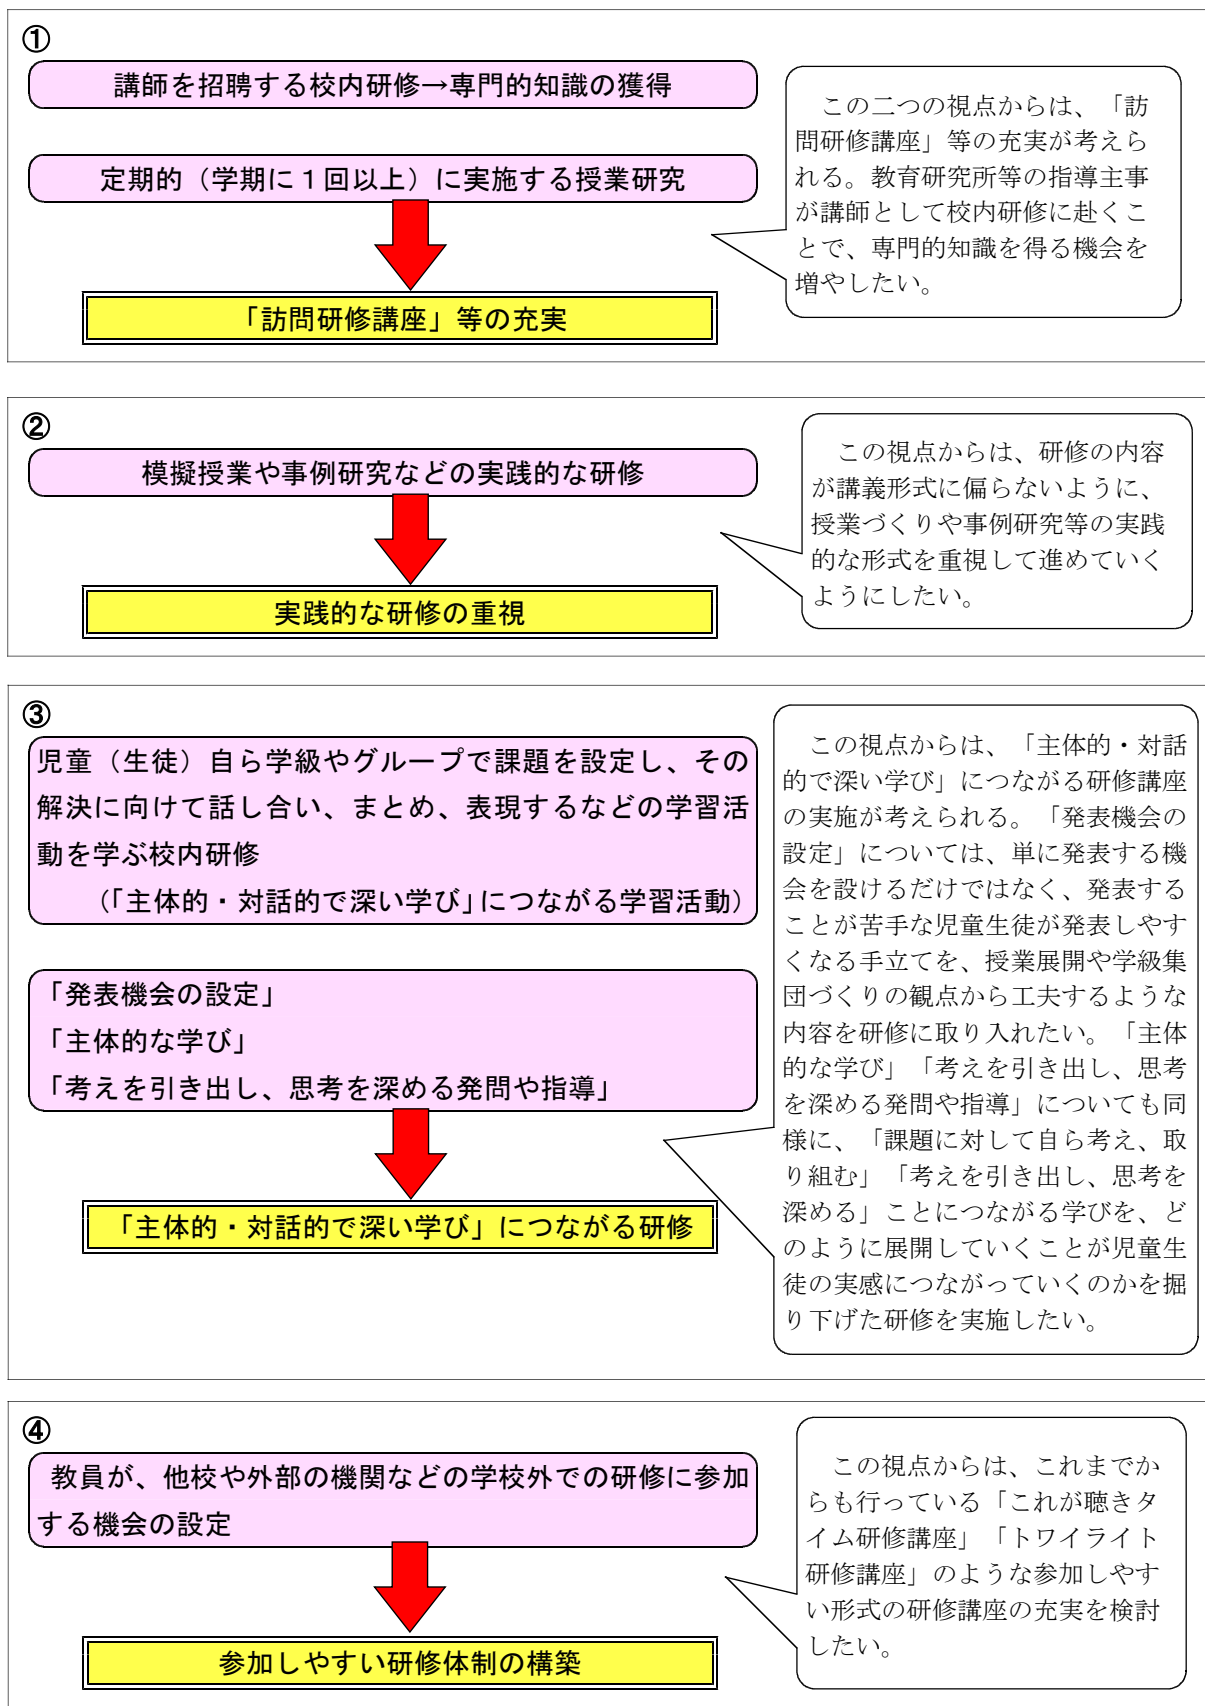 ①
講師を招聘する校内研修→専門的知識の獲得
定期的（学期に１回以上）に実施する授業研究
「訪問研修講座」等の充実
この二つの視点からは、「訪
問研修講座」等の充実が考えら
れる。教育研究所等の指導主事
が講師として校内研修に赴くこ
とで、専門的知識を得る機会を
増やしたい。
②
模擬授業や事例研究などの実践的な研修
実践的な研修の重視
この視点からは、研修の内容
が講義形式に偏らないように、
授業づくりや事例研究等の実践
的な形式を重視して進めていく
ようにしたい。
③
児童（生徒）自ら学級やグループで課題を設定し、その
解決に向けて話し合い、まとめ、表現するなどの学習活
動を学ぶ校内研修
（「主体的・対話的で深い学び」につながる学習活動）
「発表機会の設定」
「主体的な学び」
「考えを引き出し、思考を深める発問や指導」
「主体的・対話的で深い学び」につながる研修
この視点からは、「主体的・対話
的で深い学び」につながる研修講座
の実施が考えられる。「発表機会の
設定」については、単に発表する機
会を設けるだけではなく、発表する
ことが苦手な児童生徒が発表しやす
くなる手立てを、授業展開や学級集
団づくりの観点から工夫するような
内容を研修に取り入れたい。「主体
的な学び」「考えを引き出し、思考
を深める発問や指導」についても同
様に、「課題に対して自ら考え、取
り組む」「考えを引き出し、思考を
深める」ことにつながる学びを、ど
のように展開していくことが児童生
徒の実感につながっていくのかを掘
り下げた研修を実施したい。
④
教員が、他校や外部の機関などの学校外での研修に参加
する機会の設定
参加しやすい研修体制の構築
この視点からは、これまでか
らも行っている「これが聴きタ
イム研修講座」「トワイライト
研修講座」のような参加しやす
い形式の研修講座の充実を検討
したい。